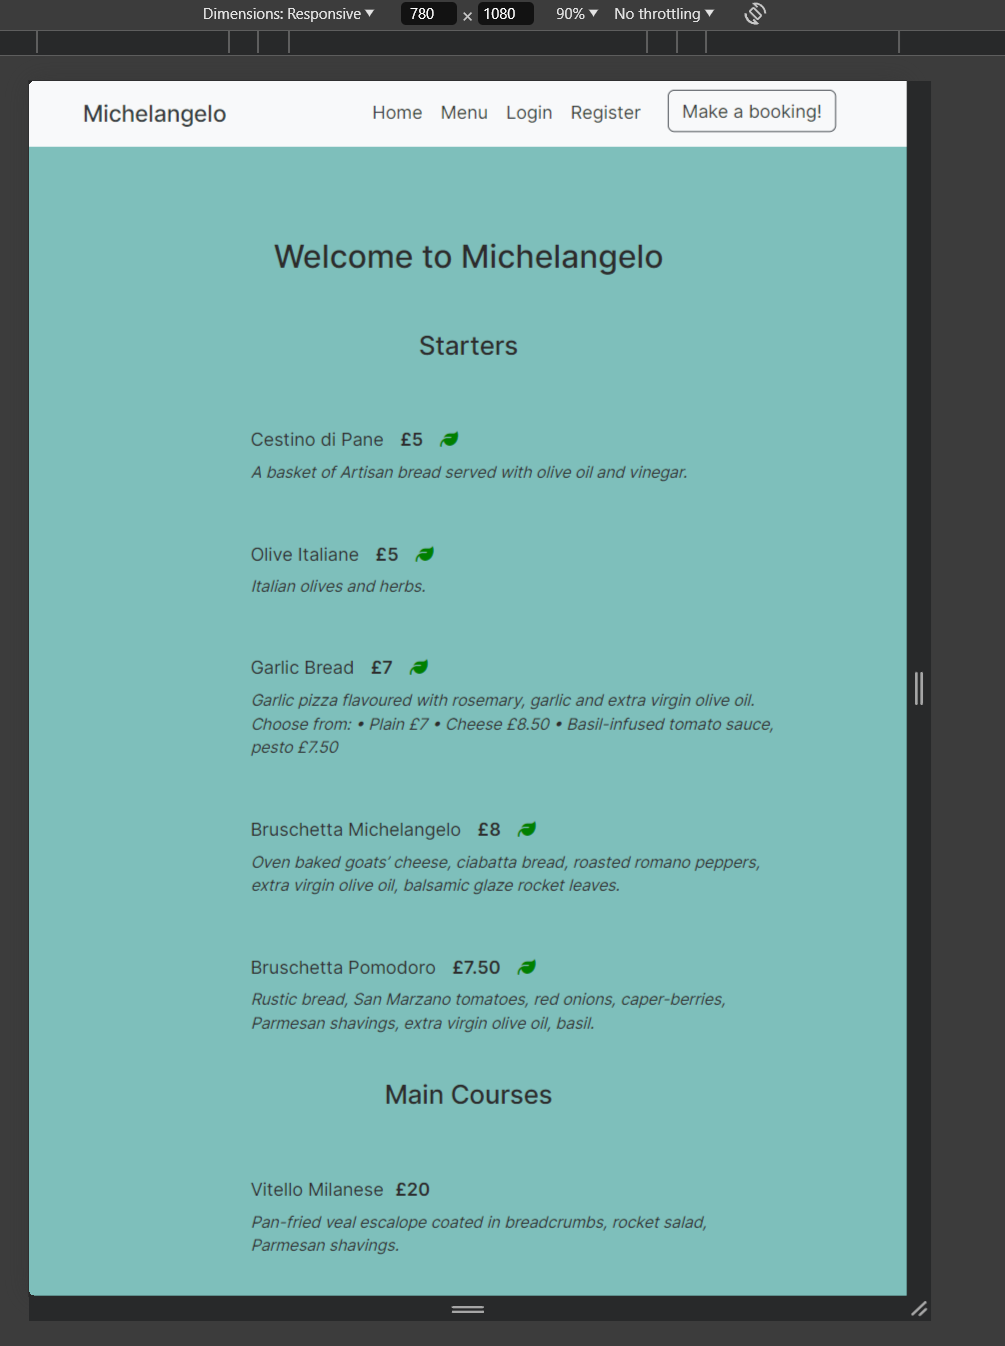 Dimensions: Responsive ▼ 780 × 1080 90% ▼ No throttling ▼
Michelangelo Home Menu Login Register Make a booking!
Welcome to Michelangelo
Starters
Cestino di Pane £5
A basket of Artisan bread served with olive oil and vinegar.
Olive Italiane £5
Italian olives and herbs.
Garlic Bread £7
Garlic pizza flavoured with rosemary, garlic and extra virgin olive oil.
Choose from: • Plain £7 • Cheese £8.50 • Basil-infused tomato sauce,
pesto £7.50
Bruschetta Michelangelo £8
Oven baked goats’ cheese, ciabatta bread, roasted romano peppers,
extra virgin olive oil, balsamic glaze rocket leaves.
Bruschetta Pomodoro £7.50
Rustic bread, San Marzano tomatoes, red onions, caper-berries,
Parmesan shavings, extra virgin olive oil, basil.
Main Courses
Vitello Milanese £20
Pan-fried veal escalope coated in breadcrumbs, rocket salad,
Parmesan shavings.